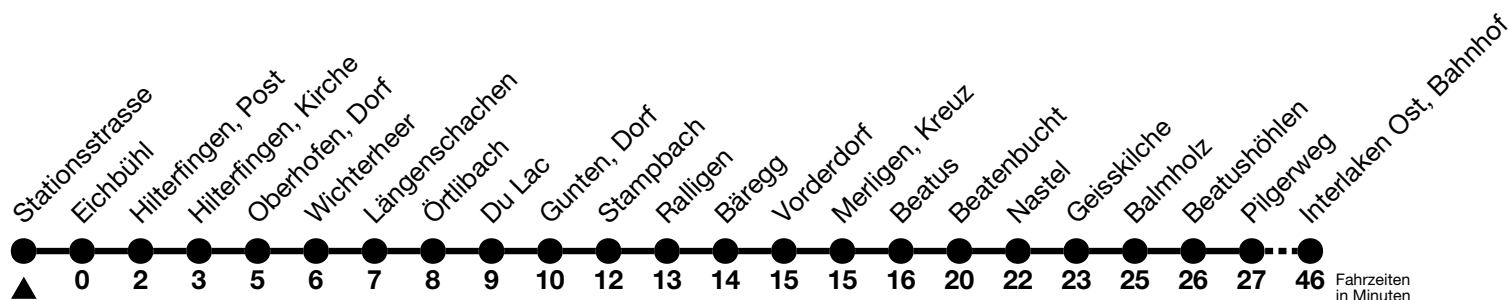 Stationsstrasse
Eichbühl
Hilterfingen, Post
Hilterfingen, Kirche
Oberhofen, Dorf
Wichterheer
Längenschachen
Örtlibach
Du Lac
Gunten, Dorf
Stampbach
Ralligen
Bäregg
Vorderdorf
Merligen, Kreuz
Beatus
Beatenbucht
Nastel
Geisskilche
Balmholz
Beatushöhlen
Pilgerweg
Interlaken Ost, Bahnhof
0 2 3 5 6 7 8 9 10 12 13 14 15 15 16 20 22 23 25 26 27 46 Fahrzeiten
in Minuten